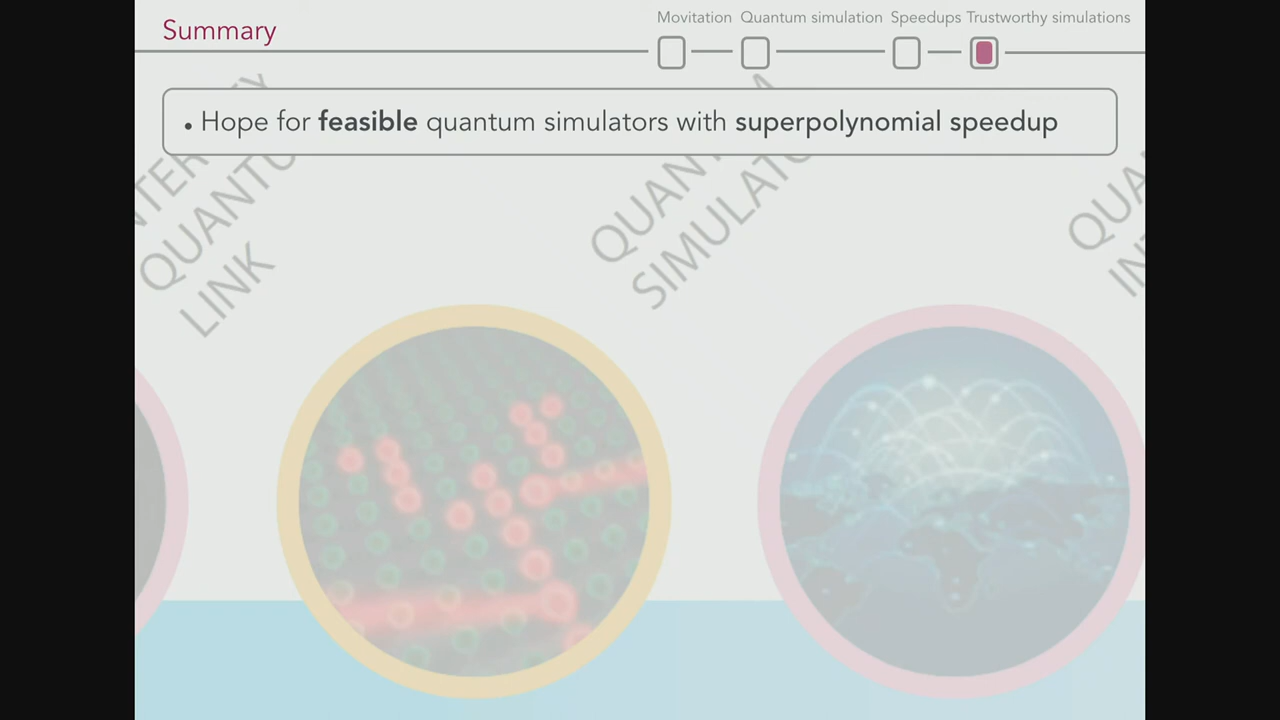 Summary
Movitation Quantum simulation Speedups Trustworthy simulations
• Hope for feasible quantum simulators with superpolynomial speedup
QUANTUM
LINK
QUANTUM
SIMULATO
QUA